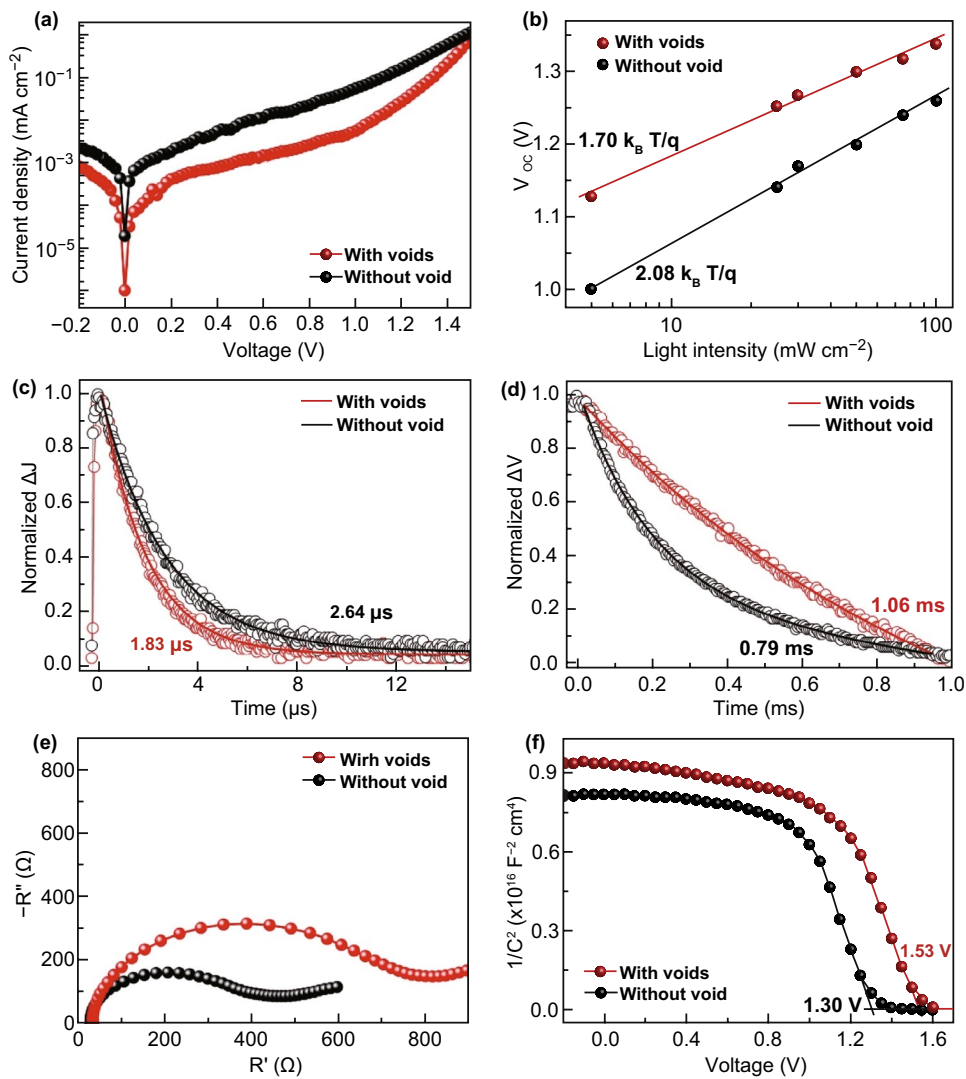 (a)
Current density (mA cm⁻²)
10⁻¹
10⁻³
10⁻⁵
With voids
Without void
−0.2 0.0 0.2 0.4 0.6 0.8 1.0 1.2 1.4
Voltage (V)
(b)
V OC (V)
1.3
1.2
1.1
1.0
With voids
Without void
1.70 k_B T/q
2.08 k_B T/q
10 100
Light intensity (mW cm⁻²)
(c)
Normalized ΔJ
1.0
0.8
0.6
0.4
0.2
0.0
With voids
Without void
2.64 µs
1.83 µs
0 4 8 12
Time (µs)
(d)
Normalized ΔV
1.0
0.8
0.6
0.4
0.2
0.0
With voids
Without void
1.06 ms
0.79 ms
0.0 0.2 0.4 0.6 0.8 1.0
Time (ms)
(e)
−R'' (Ω)
800
600
400
200
0
Wirh voids
Without void
0 200 400 600 800
R' (Ω)
(f)
1/C² (x10¹⁶ F⁻² cm⁴)
0.9
0.6
0.3
0.0
With voids
Without void
1.53 V
1.30 V
0.0 0.4 0.8 1.2 1.6
Voltage (V)